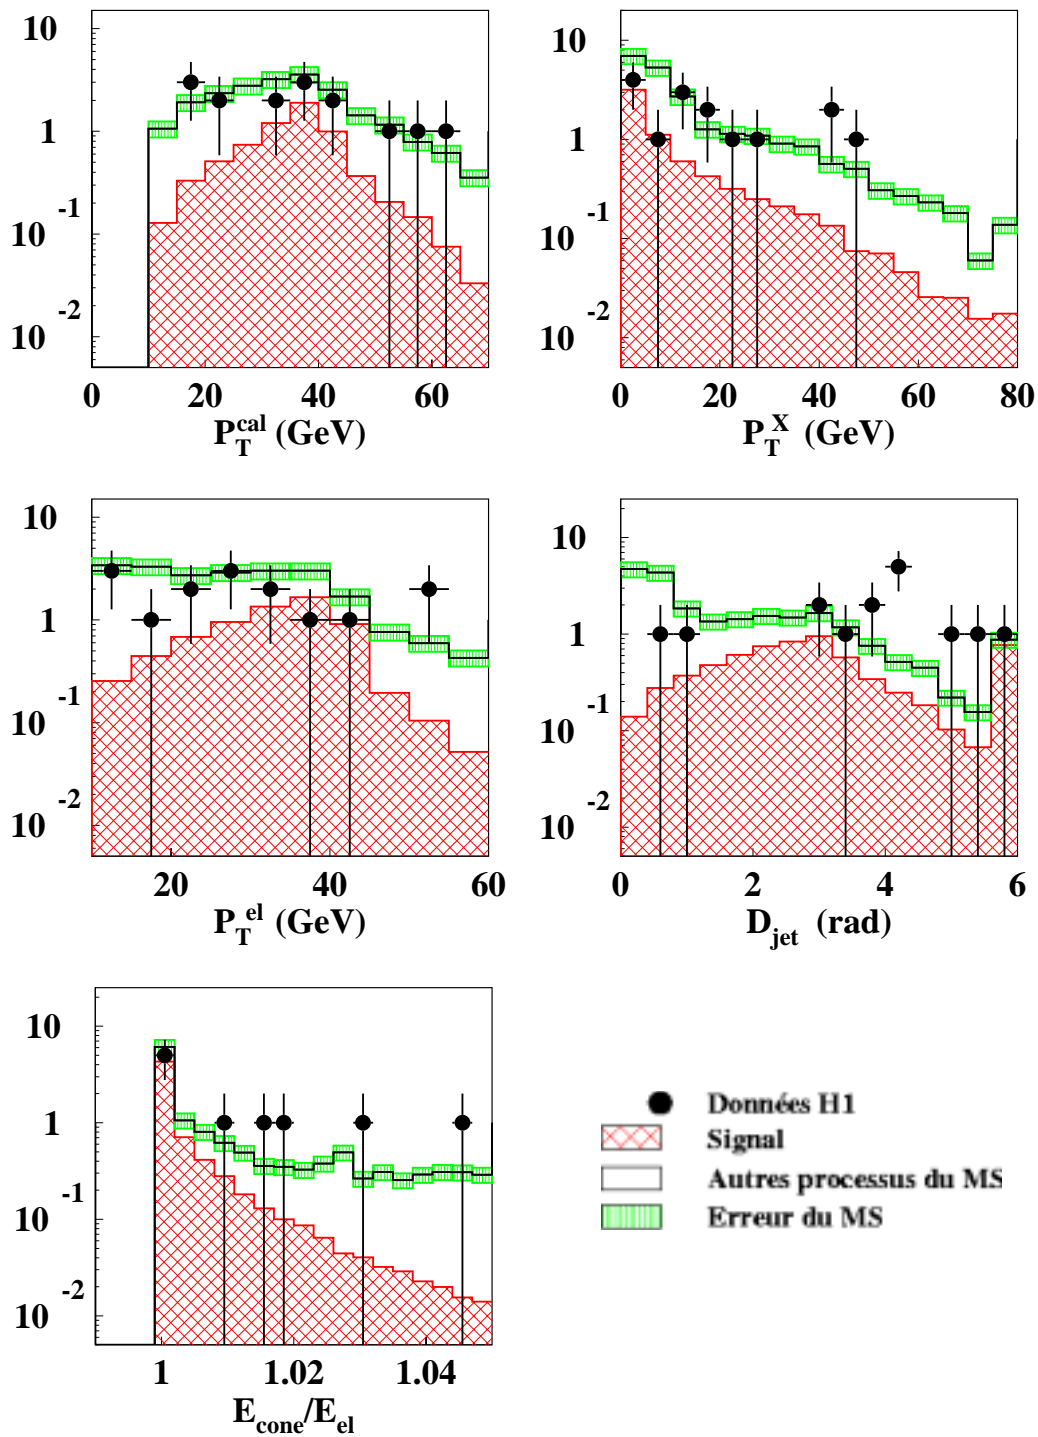 10
1
10 -1
10 -2
0 20 40 60
P_T^cal (GeV)
10
1
10 -1
10 -2
0 20 40 60 80
P_T^X (GeV)
10
1
10 -1
10 -2
20 40 60
P_T^el (GeV)
10
1
10 -1
10 -2
0 2 4 6
D_jet (rad)
10
1
10 -1
10 -2
1 1.02 1.04
E_cone/E_el
Données H1
Signal
Autres processus du MS
Erreur du MS